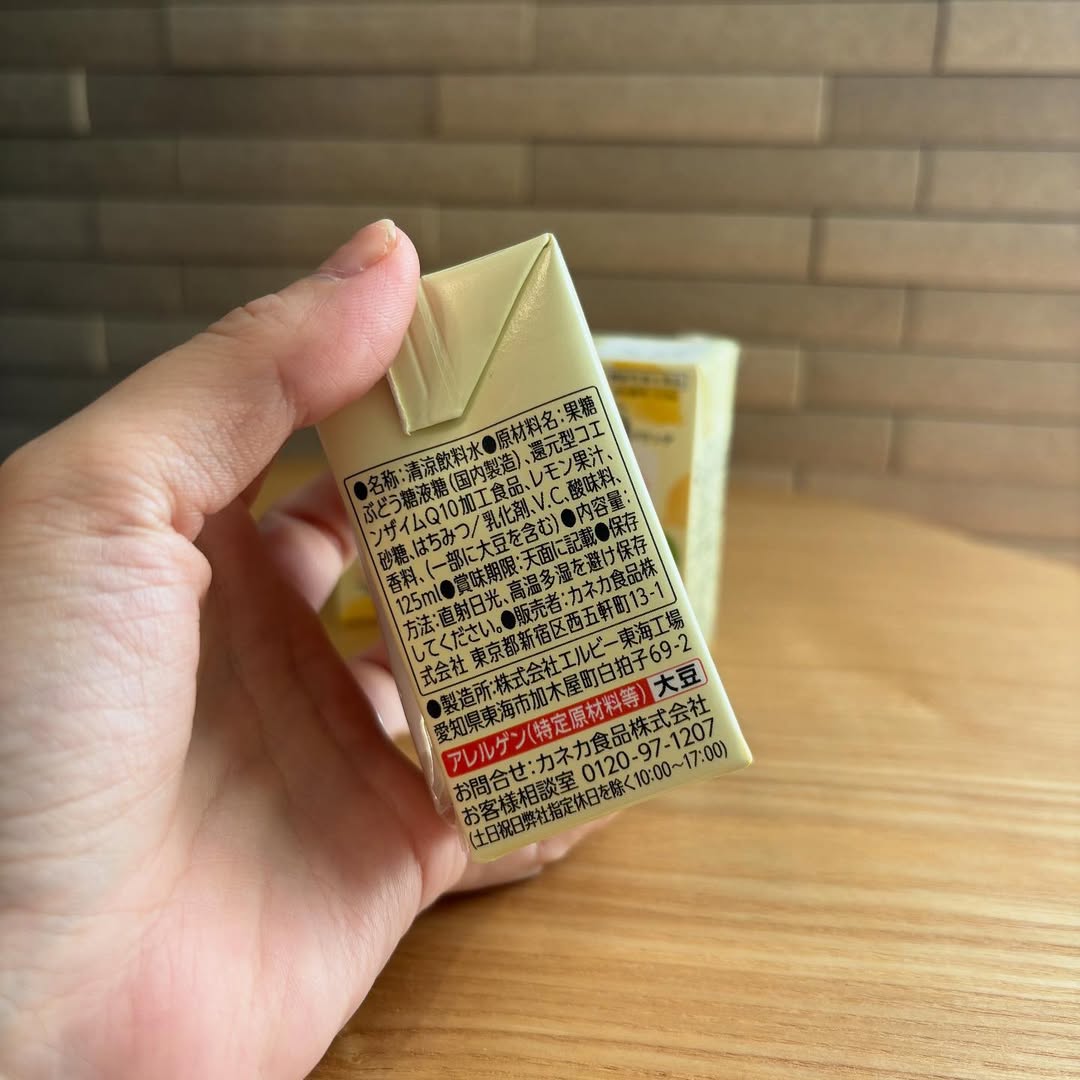 ●名称:清涼飲料水●原材料名:果糖
ぶどう糖液糖(国内製造)、還元型コエ
ンザイムQ10加工食品、レモン果汁、
砂糖、はちみつ/乳化剤、V.C、酸味料、
香料、(一部に大豆を含む)●内容量:
125ml●賞味期限:天面に記載●保存
方法:直射日光、高温多湿を避け保存
してください。●販売者:カネカ食品株
式会社 東京都新宿区西五軒町13-1
●製造所:株式会社エルビー東海工場
愛知県東海市加木屋町白拍子69-2
アレルゲン(特定原材料等) 大豆
お問合せ:カネカ食品株式会社
お客様相談室 0120-97-1207
(土日祝日弊社指定休日を除く10:00~17:00)